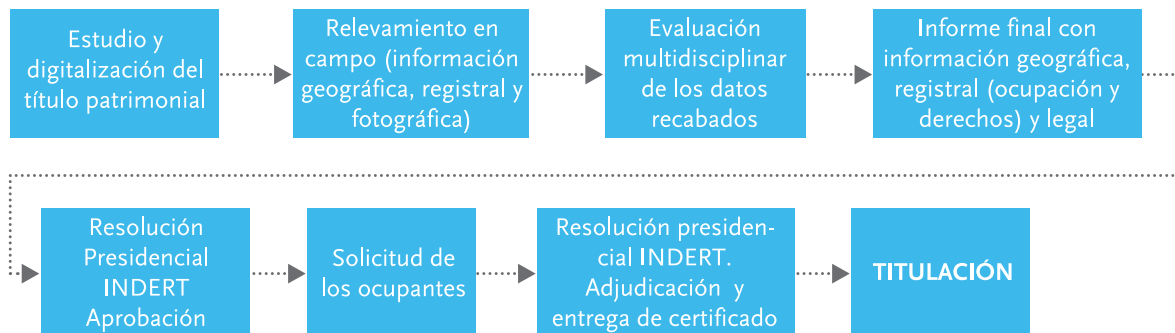 Estudio y
digitalización del
título patrimonial
Relevamiento en
campo (información
geográfica, registral y
fotográfica)
Evaluación
multidisciplinar
de los datos
recabados
Informe final con
información geográfica,
registral (ocupación y
derechos) y legal
Resolución
Presidencial
INDERT
Aprobación
Solicitud de
los ocupantes
Resolución presiden-
cial INDERT.
Adjudicación y
entrega de certificado
TITULACIÓN